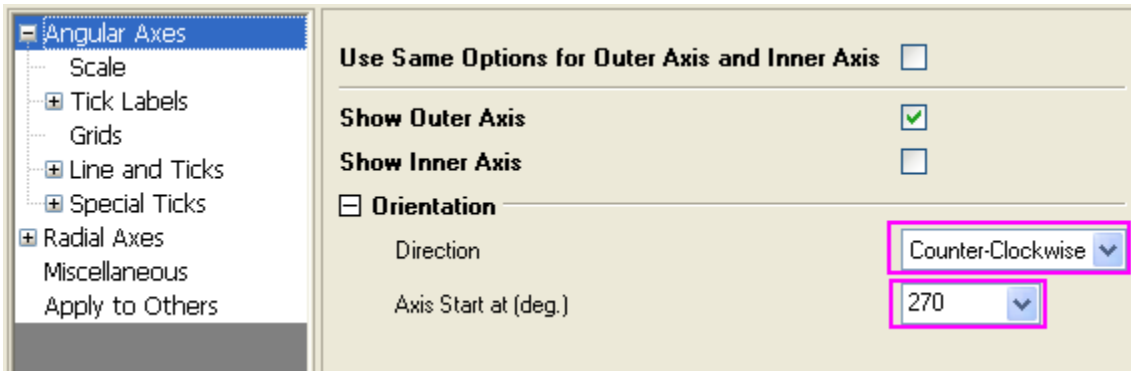 Angular Axes
Scale
Tick Labels
Grids
Line and Ticks
Special Ticks
Radial Axes
Miscellaneous
Apply to Others
Use Same Options for Outer Axis and Inner Axis
Show Outer Axis
Show Inner Axis
Orientation
Direction Counter-Clockwise
Axis Start at (deg.) 270